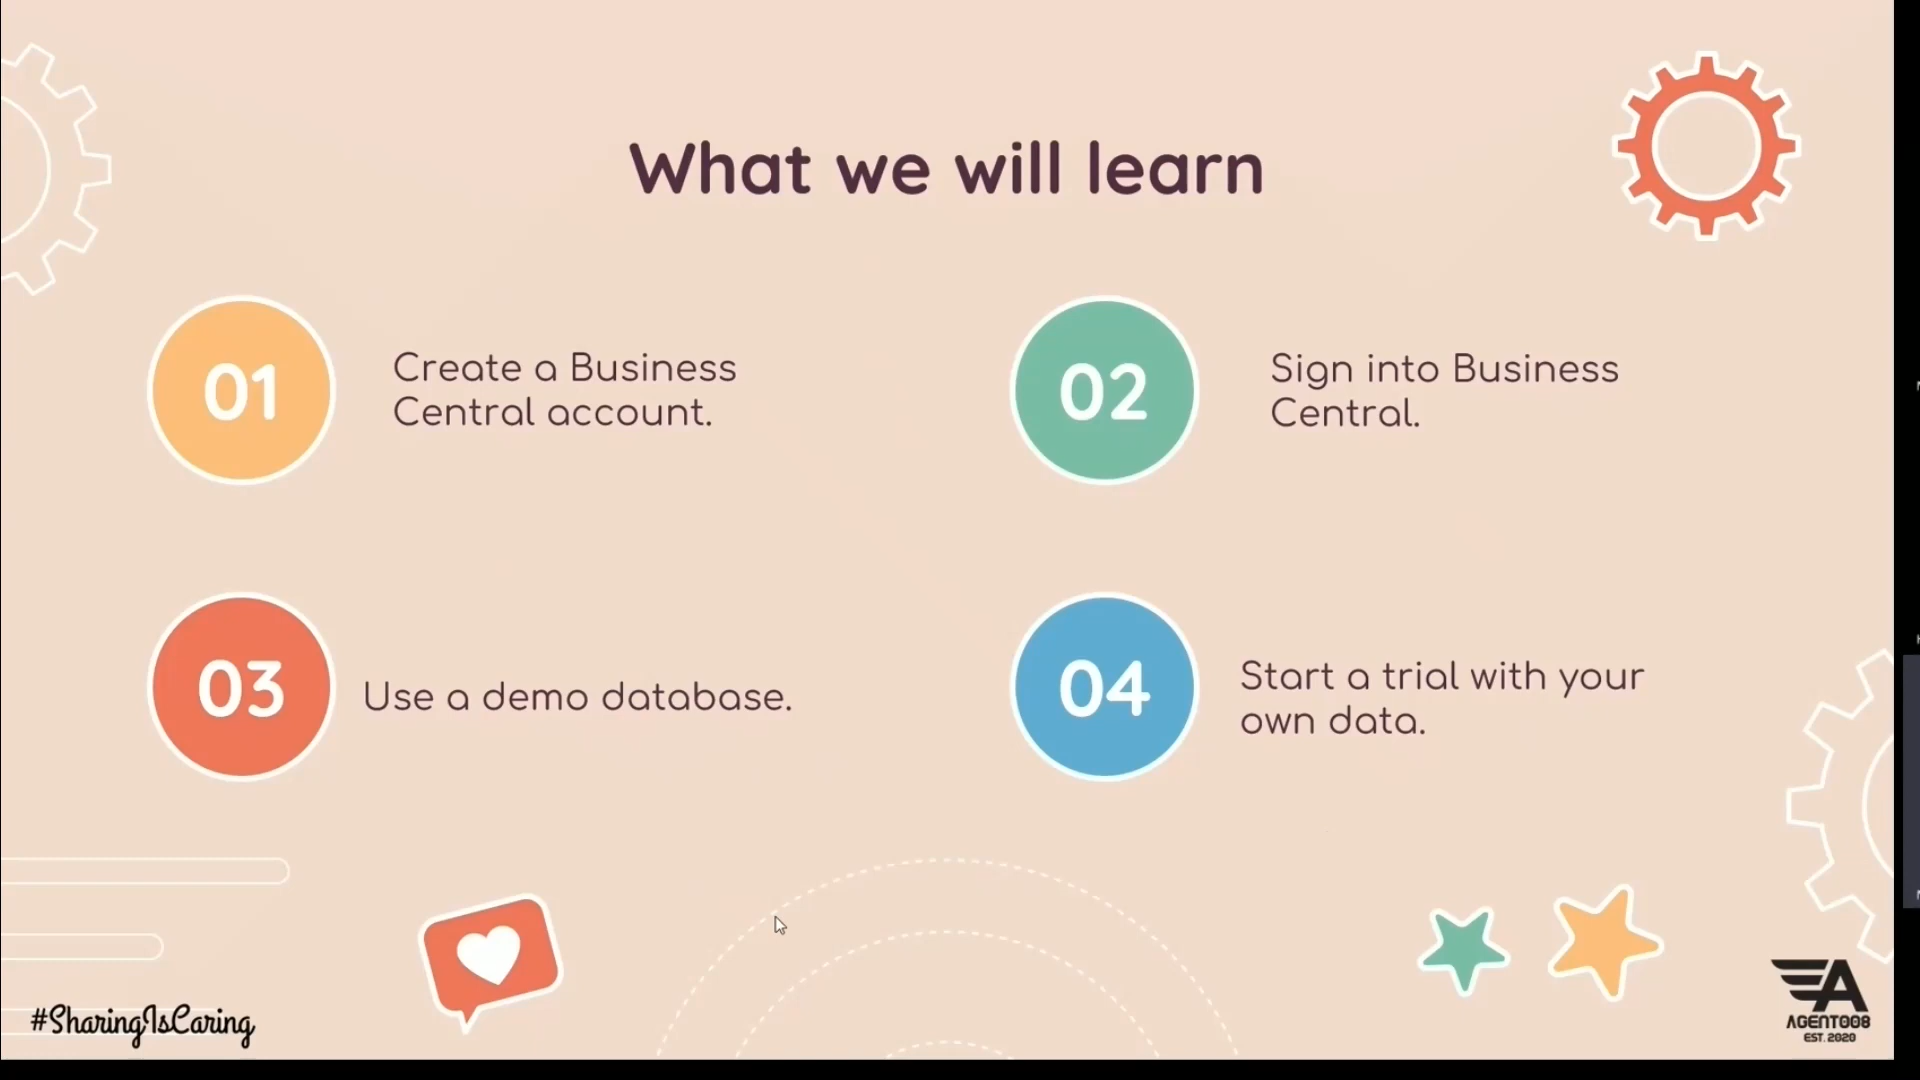 What we will learn
01
Create a Business
Central account.
02
Sign into Business
Central.
03
Use a demo database.
04
Start a trial with your
own data.
#SharingIsCaring
AGENT008
EST. 2020